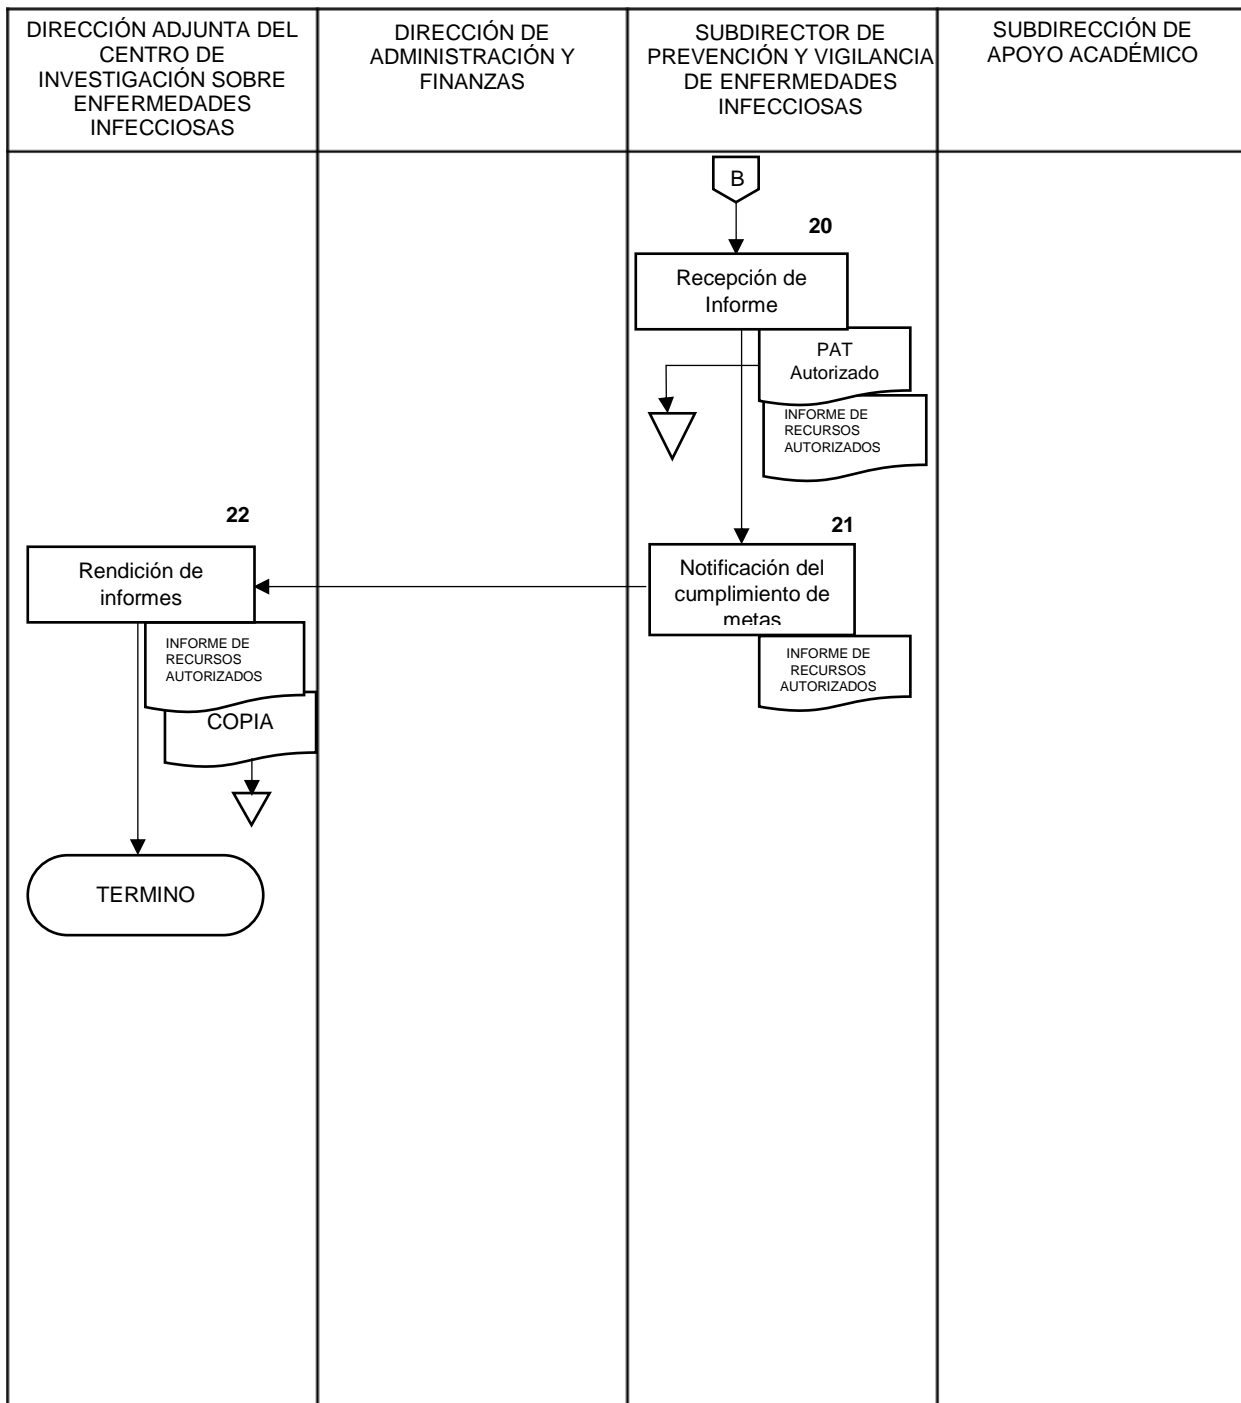 DIRECCIÓN ADJUNTA DEL
CENTRO DE
INVESTIGACIÓN SOBRE
ENFERMEDADES
INFECCIOSAS
DIRECCIÓN DE
ADMINISTRACIÓN Y
FINANZAS
SUBDIRECTOR DE
PREVENCIÓN Y VIGILANCIA
DE ENFERMEDADES
INFECCIOSAS
SUBDIRECCIÓN DE
APOYO ACADÉMICO
B
20
Recepción de
Informe
PAT
Autorizado
INFORME DE
RECURSOS
AUTORIZADOS
21
Notificación del
cumplimiento de
metas
INFORME DE
RECURSOS
AUTORIZADOS
22
Rendición de
informes
INFORME DE
RECURSOS
AUTORIZADOS
COPIA
TERMINO